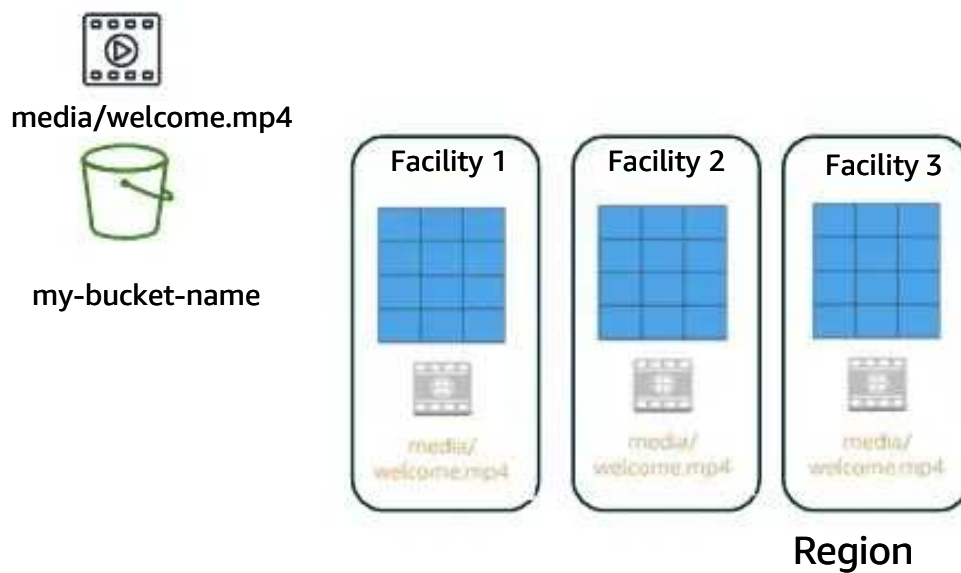 media/welcome.mp4
my-bucket-name
Facility 1
media/
welcome.mp4
Facility 2
media/
welcome.mp4
Facility 3
media/
welcome.mp4
Region